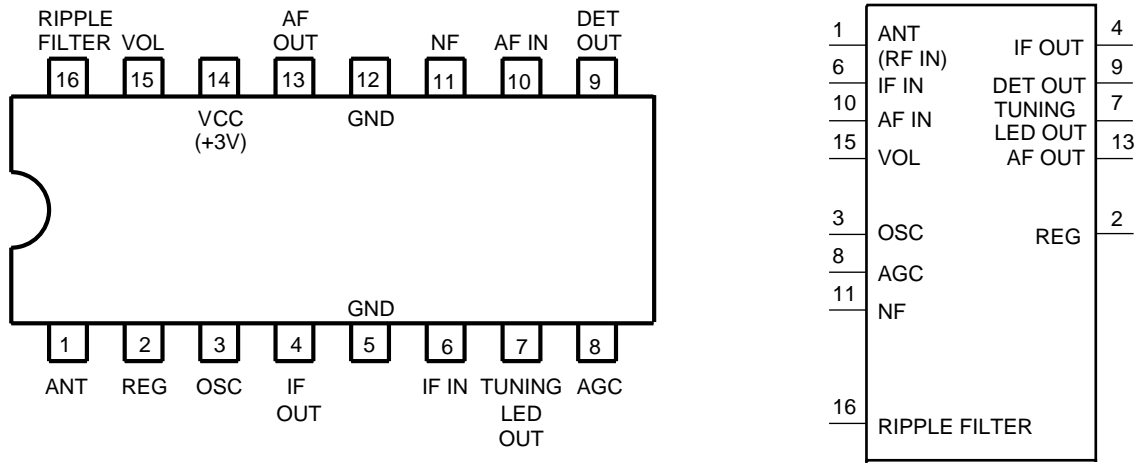 RIPPLE FILTER
VOL
AF OUT
NF
AF IN
DET OUT
16 15 14 13 12 11 10 9
VCC (+3V)
GND
GND
1 2 3 4 5 6 7 8
ANT
REG
OSC
IF OUT
IF IN
TUNING LED OUT
AGC
1 ANT (RF IN)
6 IF IN
10 AF IN
15 VOL
3 OSC
8 AGC
11 NF
16 RIPPLE FILTER
IF OUT 4
DET OUT 9
TUNING LED OUT 7
AF OUT 13
REG 2